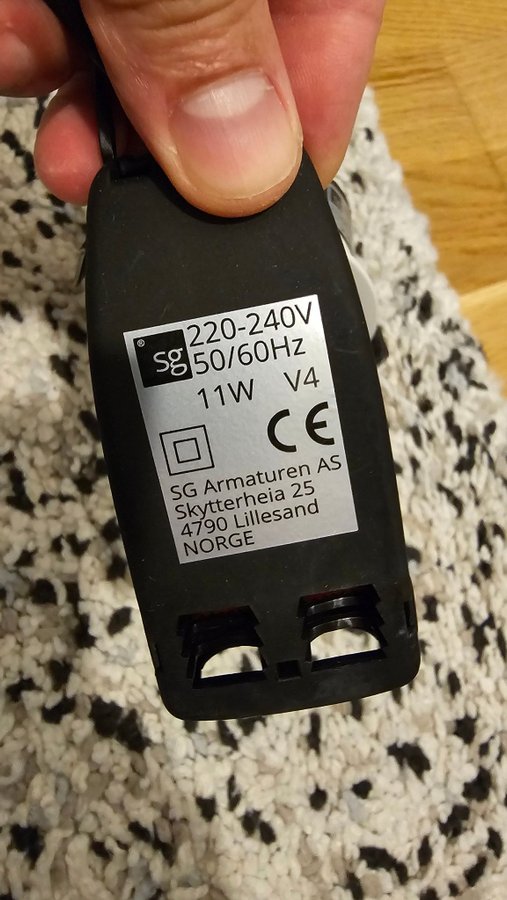 ® sg 220-240V
50/60Hz
11W V4
CE
SG Armaturen AS
Skytterheia 25
4790 Lillesand
NORGE